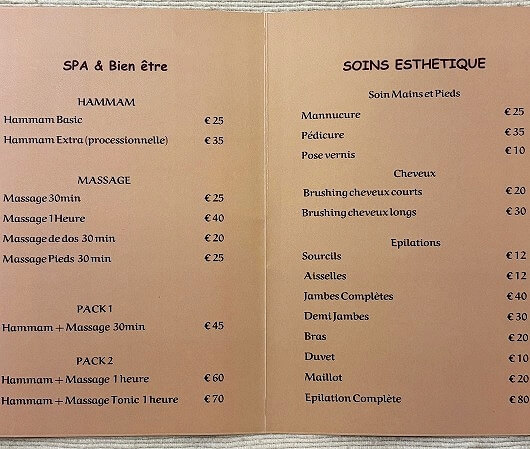 SPA & Bien être
HAMMAM
Hammam Basic € 25
Hammam Extra (processionnelle) € 35
MASSAGE
Massage 30min € 25
Massage 1Heure € 40
Massage de dos 30 min € 20
Massage Pieds 30 min € 25
PACK 1
Hammam + Massage 30min € 45
PACK 2
Hammam + Massage 1 heure € 60
Hammam + Massage Tonic 1 heure € 70
SOINS ESTHETIQUE
Soin Mains et Pieds
Mannucure € 25
Pédicure € 35
Pose vernis € 10
Cheveux
Brushing cheveux courts € 20
Brushing cheveux longs € 30
Epilations
Sourcils € 12
Aisselles € 12
Jambes Complètes € 40
Demi Jambes € 30
Bras € 20
Duvet € 10
Maillot € 20
Epilation Complète € 80